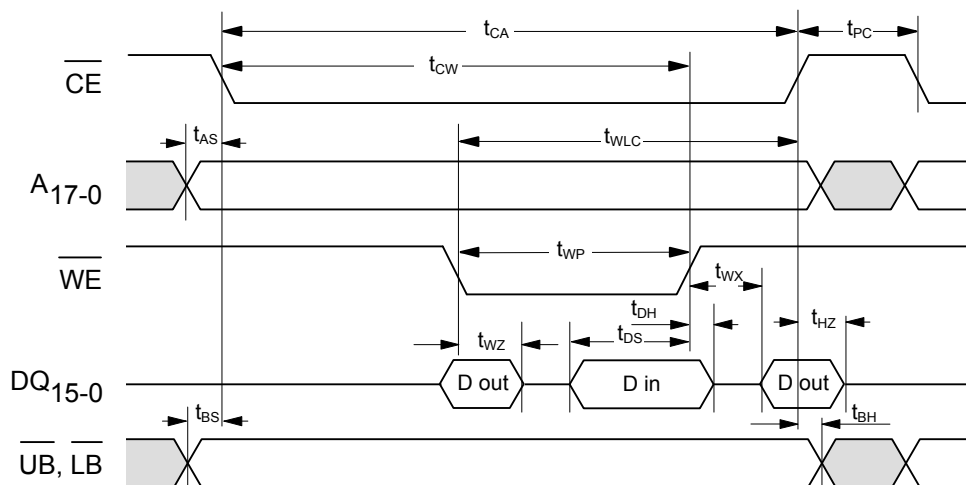 tCA
tPC
tCW
CE
tAS
tWLC
A17-0
WE
tWP
tWX
tDH
tHZ
tWZ
tDS
DQ15-0
D out
D in
D out
tBS
tBH
UB, LB